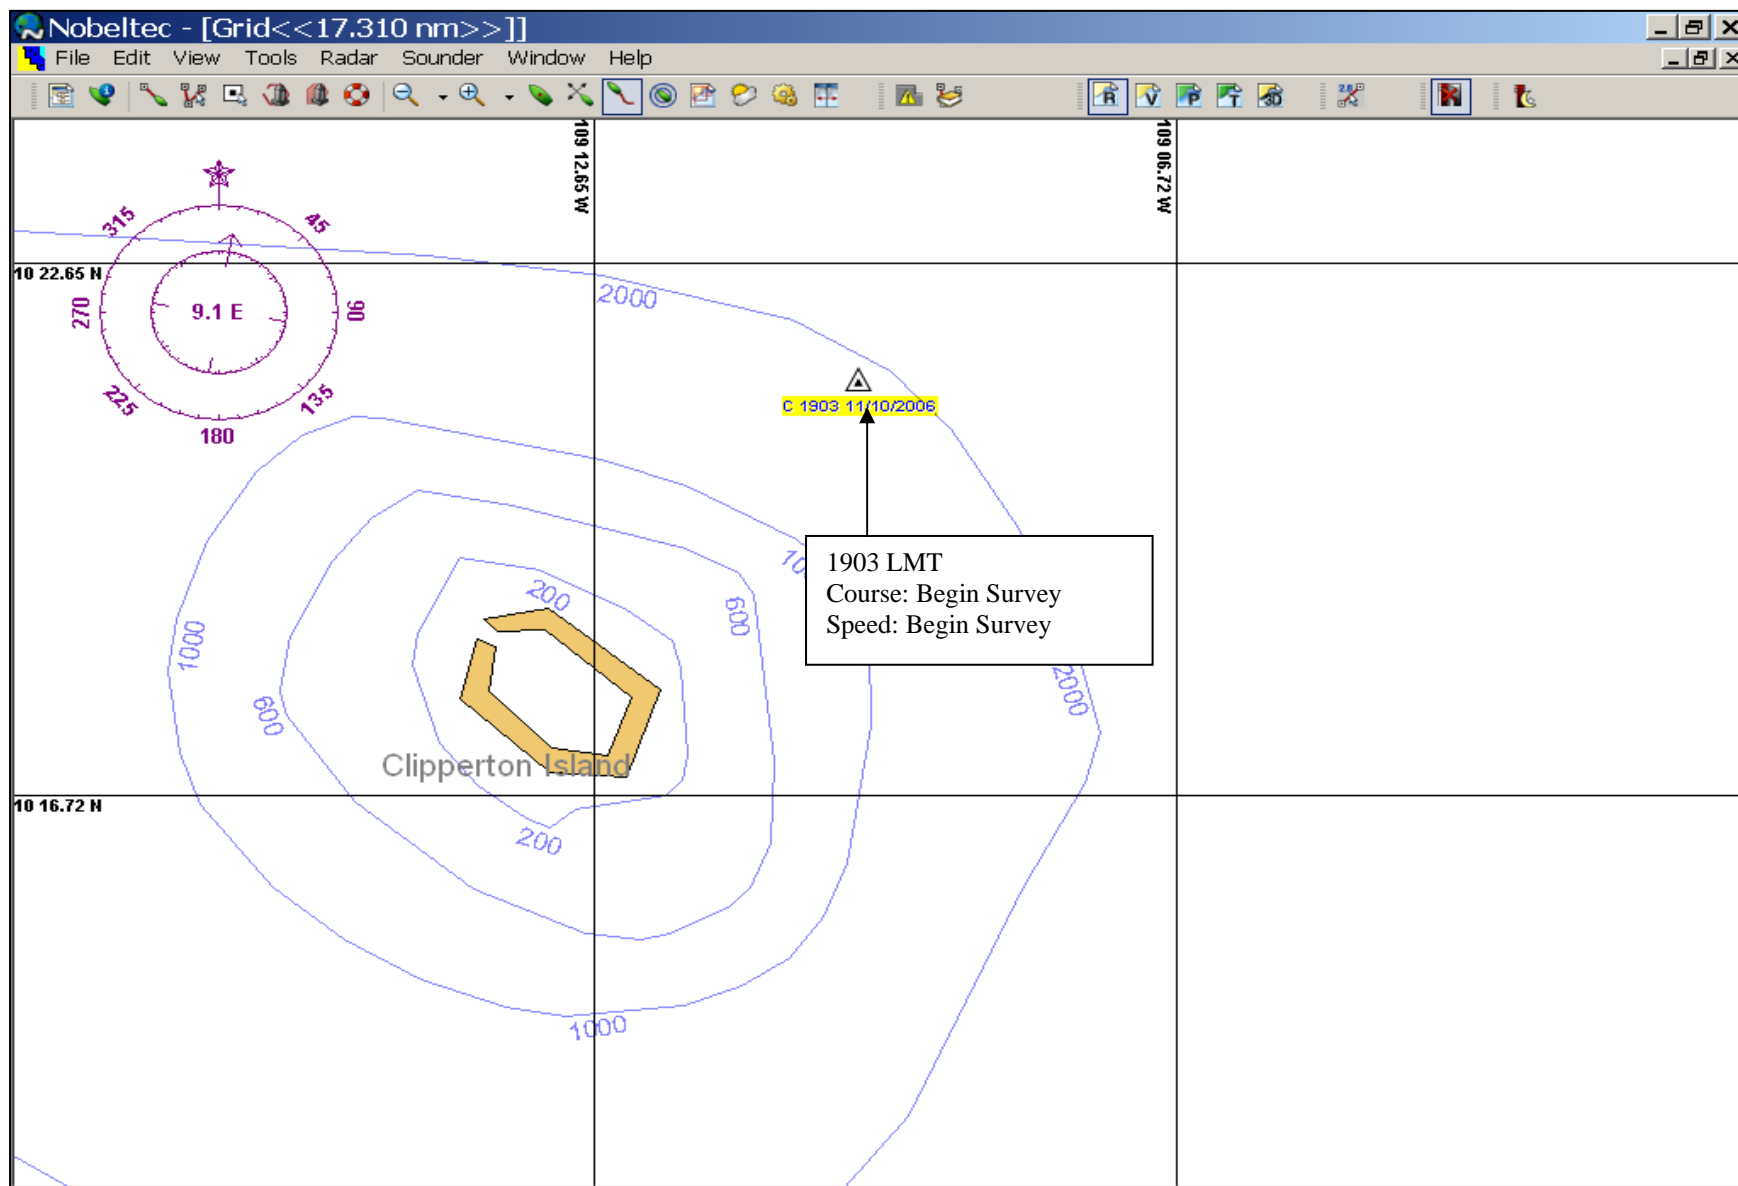 Nobeltec - [Grid<<17.310 nm>>]]
File Edit View Tools Radar Sounder Window Help
R V P T 3D
109 12.65 W
109 06.72 W
315
45
10 22.65 N
270
9.1 E
90
2000
225
135
180
C 1903 11/10/2006
1903 LMT
Course: Begin Survey
Speed: Begin Survey
200
600
1000
600
2000
Clipperton Island
10 16.72 N
200
1000